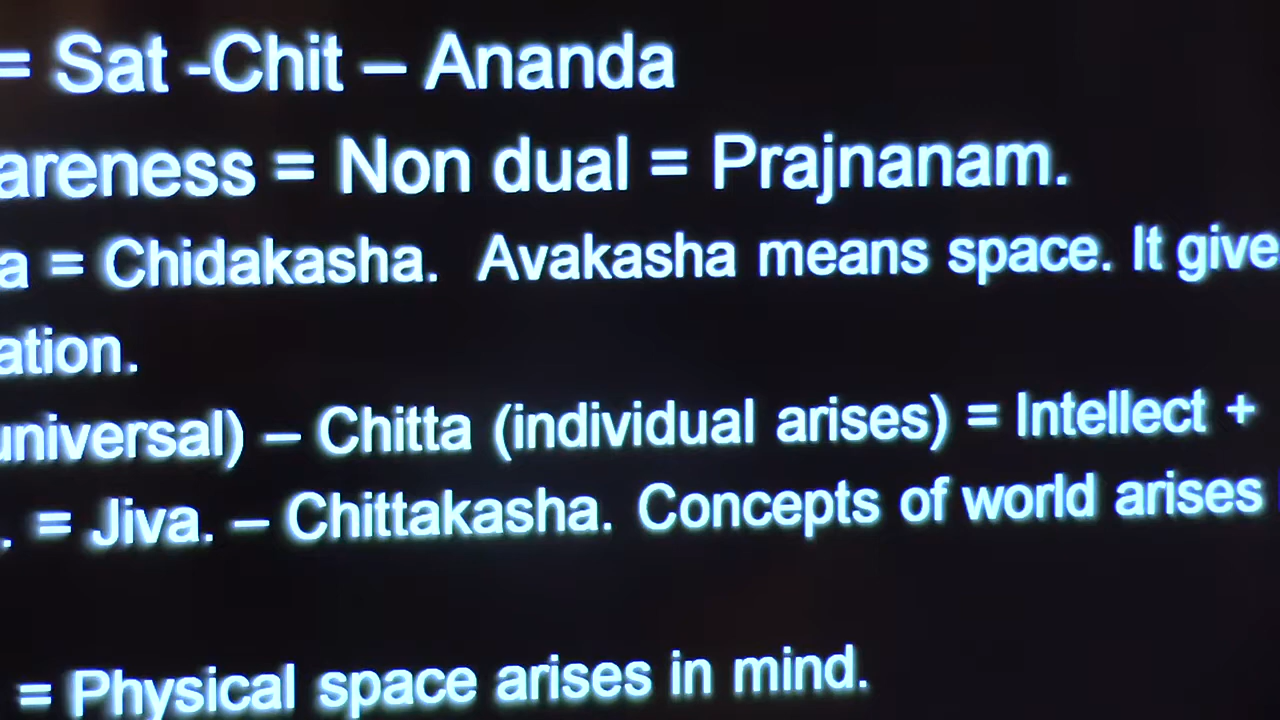 = Sat -Chit – Ananda
areness = Non dual = Prajnanam.
a = Chidakasha. Avakasha means space. It give
ation.
universal) – Chitta (individual arises) = Intellect +
. = Jiva. – Chittakasha. Concepts of world arises
= Physical space arises in mind.